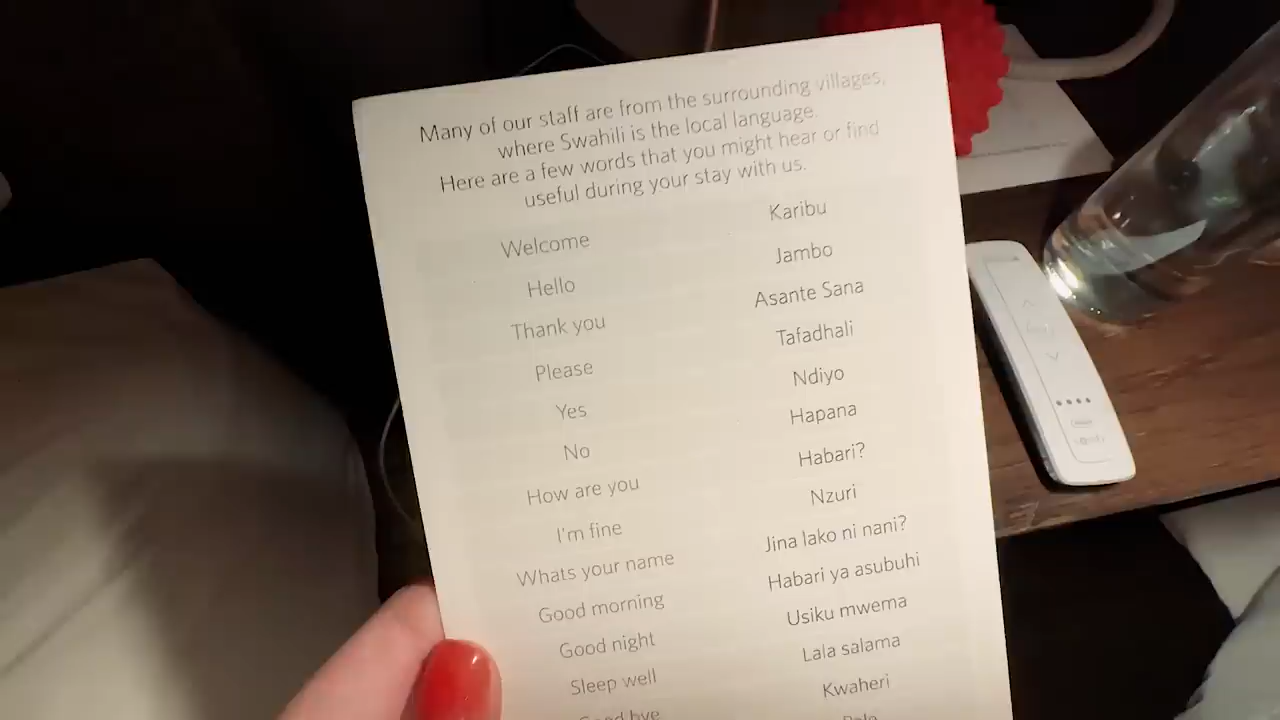 Many of our staff are from the surrounding villages,
where Swahili is the local language.
Here are a few words that you might hear or find
useful during your stay with us.
Welcome Karibu
Hello Jambo
Thank you Asante Sana
Please Tafadhali
Yes Ndiyo
No Hapana
How are you Habari?
I'm fine Nzuri
Whats your name Jina lako ni nani?
Good morning Habari ya asubuhi
Good night Usiku mwema
Sleep well Lala salama
Good bye Kwaheri